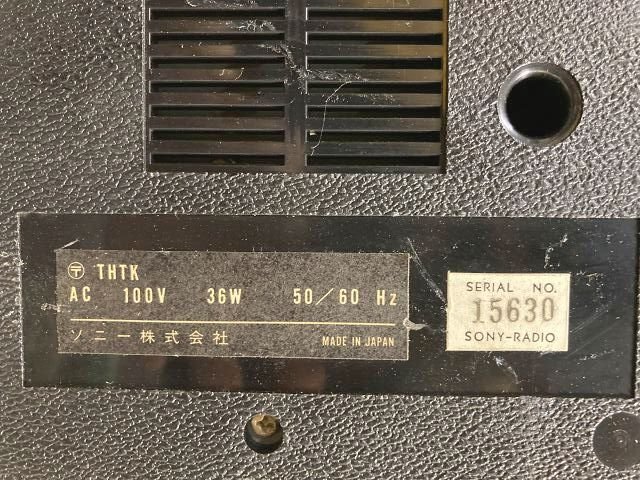 〶 THTK
AC 100V 36W 50/60 Hz
ソニー株式会社 MADE IN JAPAN
SERIAL NO.
15630
SONY-RADIO